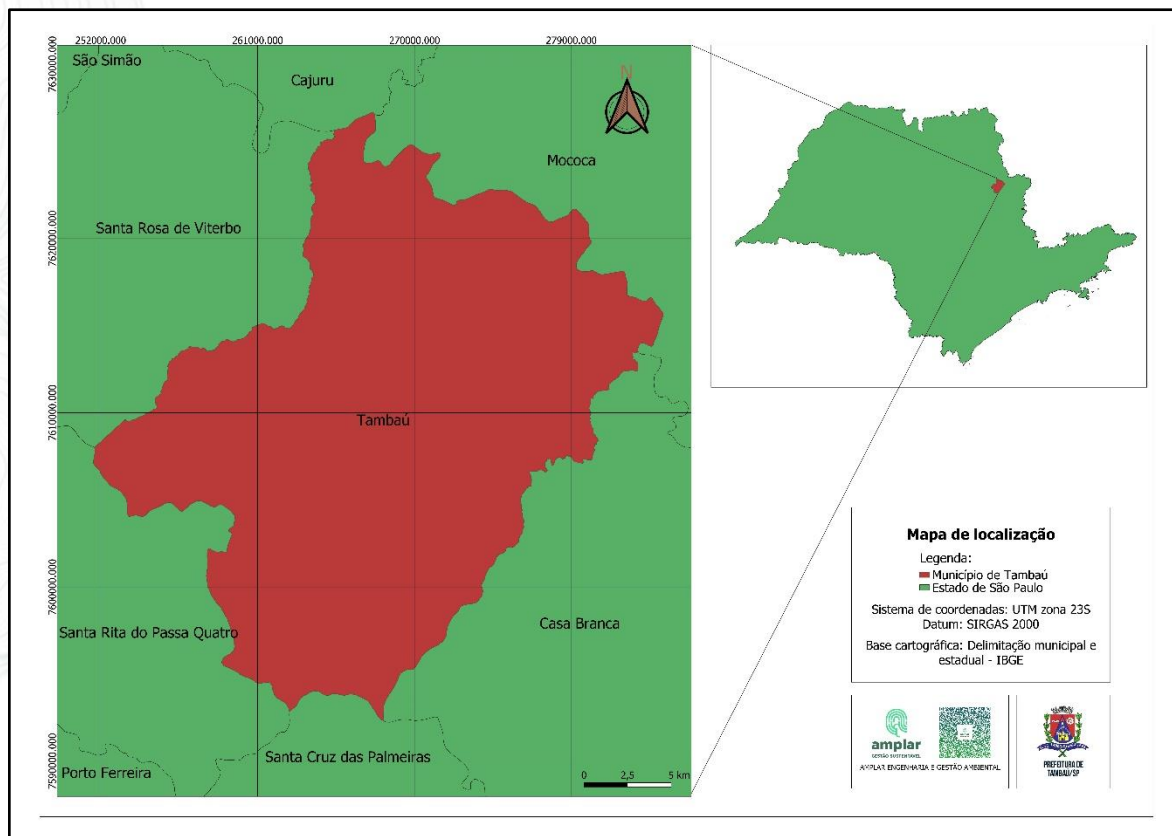 252000.000 261000.000 270000.000 279000.000
7630000.000
7620000.000
7610000.000
7600000.000
7590000.000
São Simão
Cajuru
N
Mococa
Santa Rosa de Viterbo
Tambaú
Santa Rita do Passa Quatro
Casa Branca
Santa Cruz das Palmeiras
Porto Ferreira
0 2,5 5 km
Mapa de localização
Legenda:
Município de Tambaú
Estado de São Paulo
Sistema de coordenadas: UTM zona 23S
Datum: SIRGAS 2000
Base cartográfica: Delimitação municipal e
estadual - IBGE
amplar
GESTÃO SUSTENTÁVEL
AMPLAR ENGENHARIA E GESTÃO AMBIENTAL
PREFEITURA DE
TAMBAÚ/SP